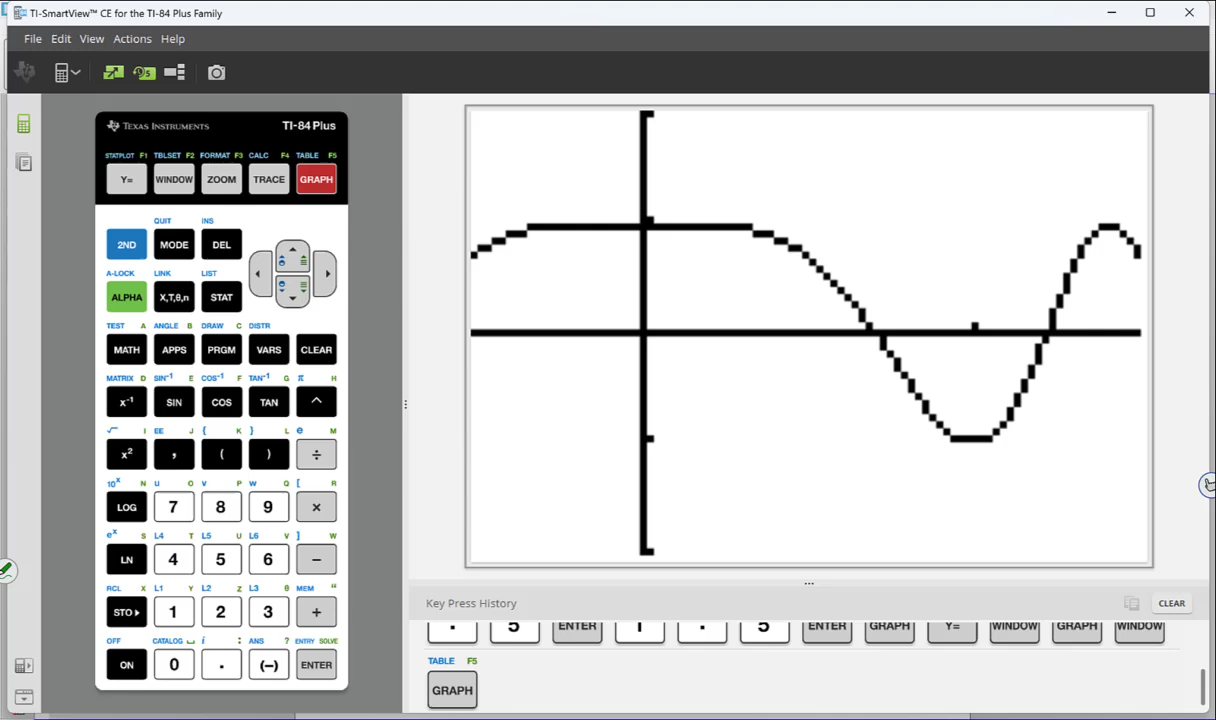 TI-SmartView™ CE for the TI-84 Plus Family
File Edit View Actions Help
TEXAS INSTRUMENTS TI-84 Plus
STATPLOT F1 TBLSET F2 FORMAT F3 CALC F4 TABLE F5
Y= WINDOW ZOOM TRACE GRAPH
QUIT INS
2ND MODE DEL
A-LOCK LINK LIST
ALPHA X,T,θ,n STAT
TEST A ANGLE B DRAW C DISTR
MATH APPS PRGM VARS CLEAR
MATRIX D SIN⁻¹ E COS⁻¹ F TAN⁻¹ G π H
x⁻¹ SIN COS TAN ^
√ I EE J { K } L e M
x² , ( ) ÷
10ˣ N u O v P w Q [ R
LOG 7 8 9 ×
eˣ S L4 T L5 U L6 V ] W
LN 4 5 6 −
RCL X L1 Y L2 Z L3 θ MEM "
STO▸ 1 2 3 +
OFF CATALOG ␣ i : ANS ? ENTRY SOLVE
ON 0 . (−) ENTER
Key Press History CLEAR
. 5 ENTER 1 . 5 ENTER GRAPH Y= WINDOW GRAPH WINDOW
TABLE F5
GRAPH